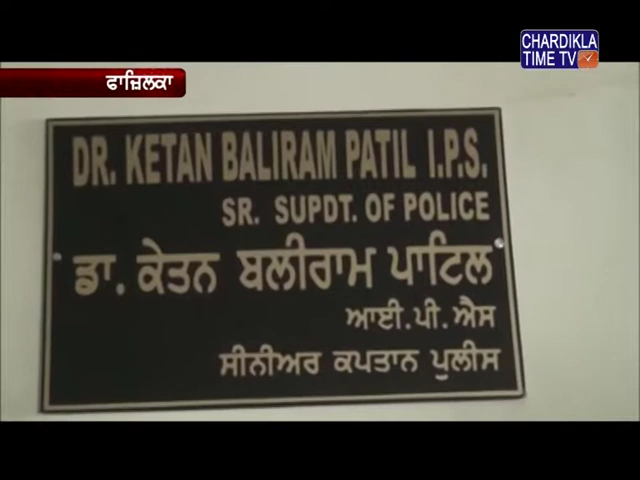 CHARDIKLA
TIME TV
ਫਾਜ਼ਿਲਕਾ
DR. KETAN BALIRAM PATIL I.P.S.
SR. SUPDT. OF POLICE
ਡਾ. ਕੇਤਨ ਬਲੀਰਾਮ ਪਾਟਿਲ
ਆਈ.ਪੀ.ਐਸ
ਸੀਨੀਅਰ ਕਪਤਾਨ ਪੁਲੀਸ